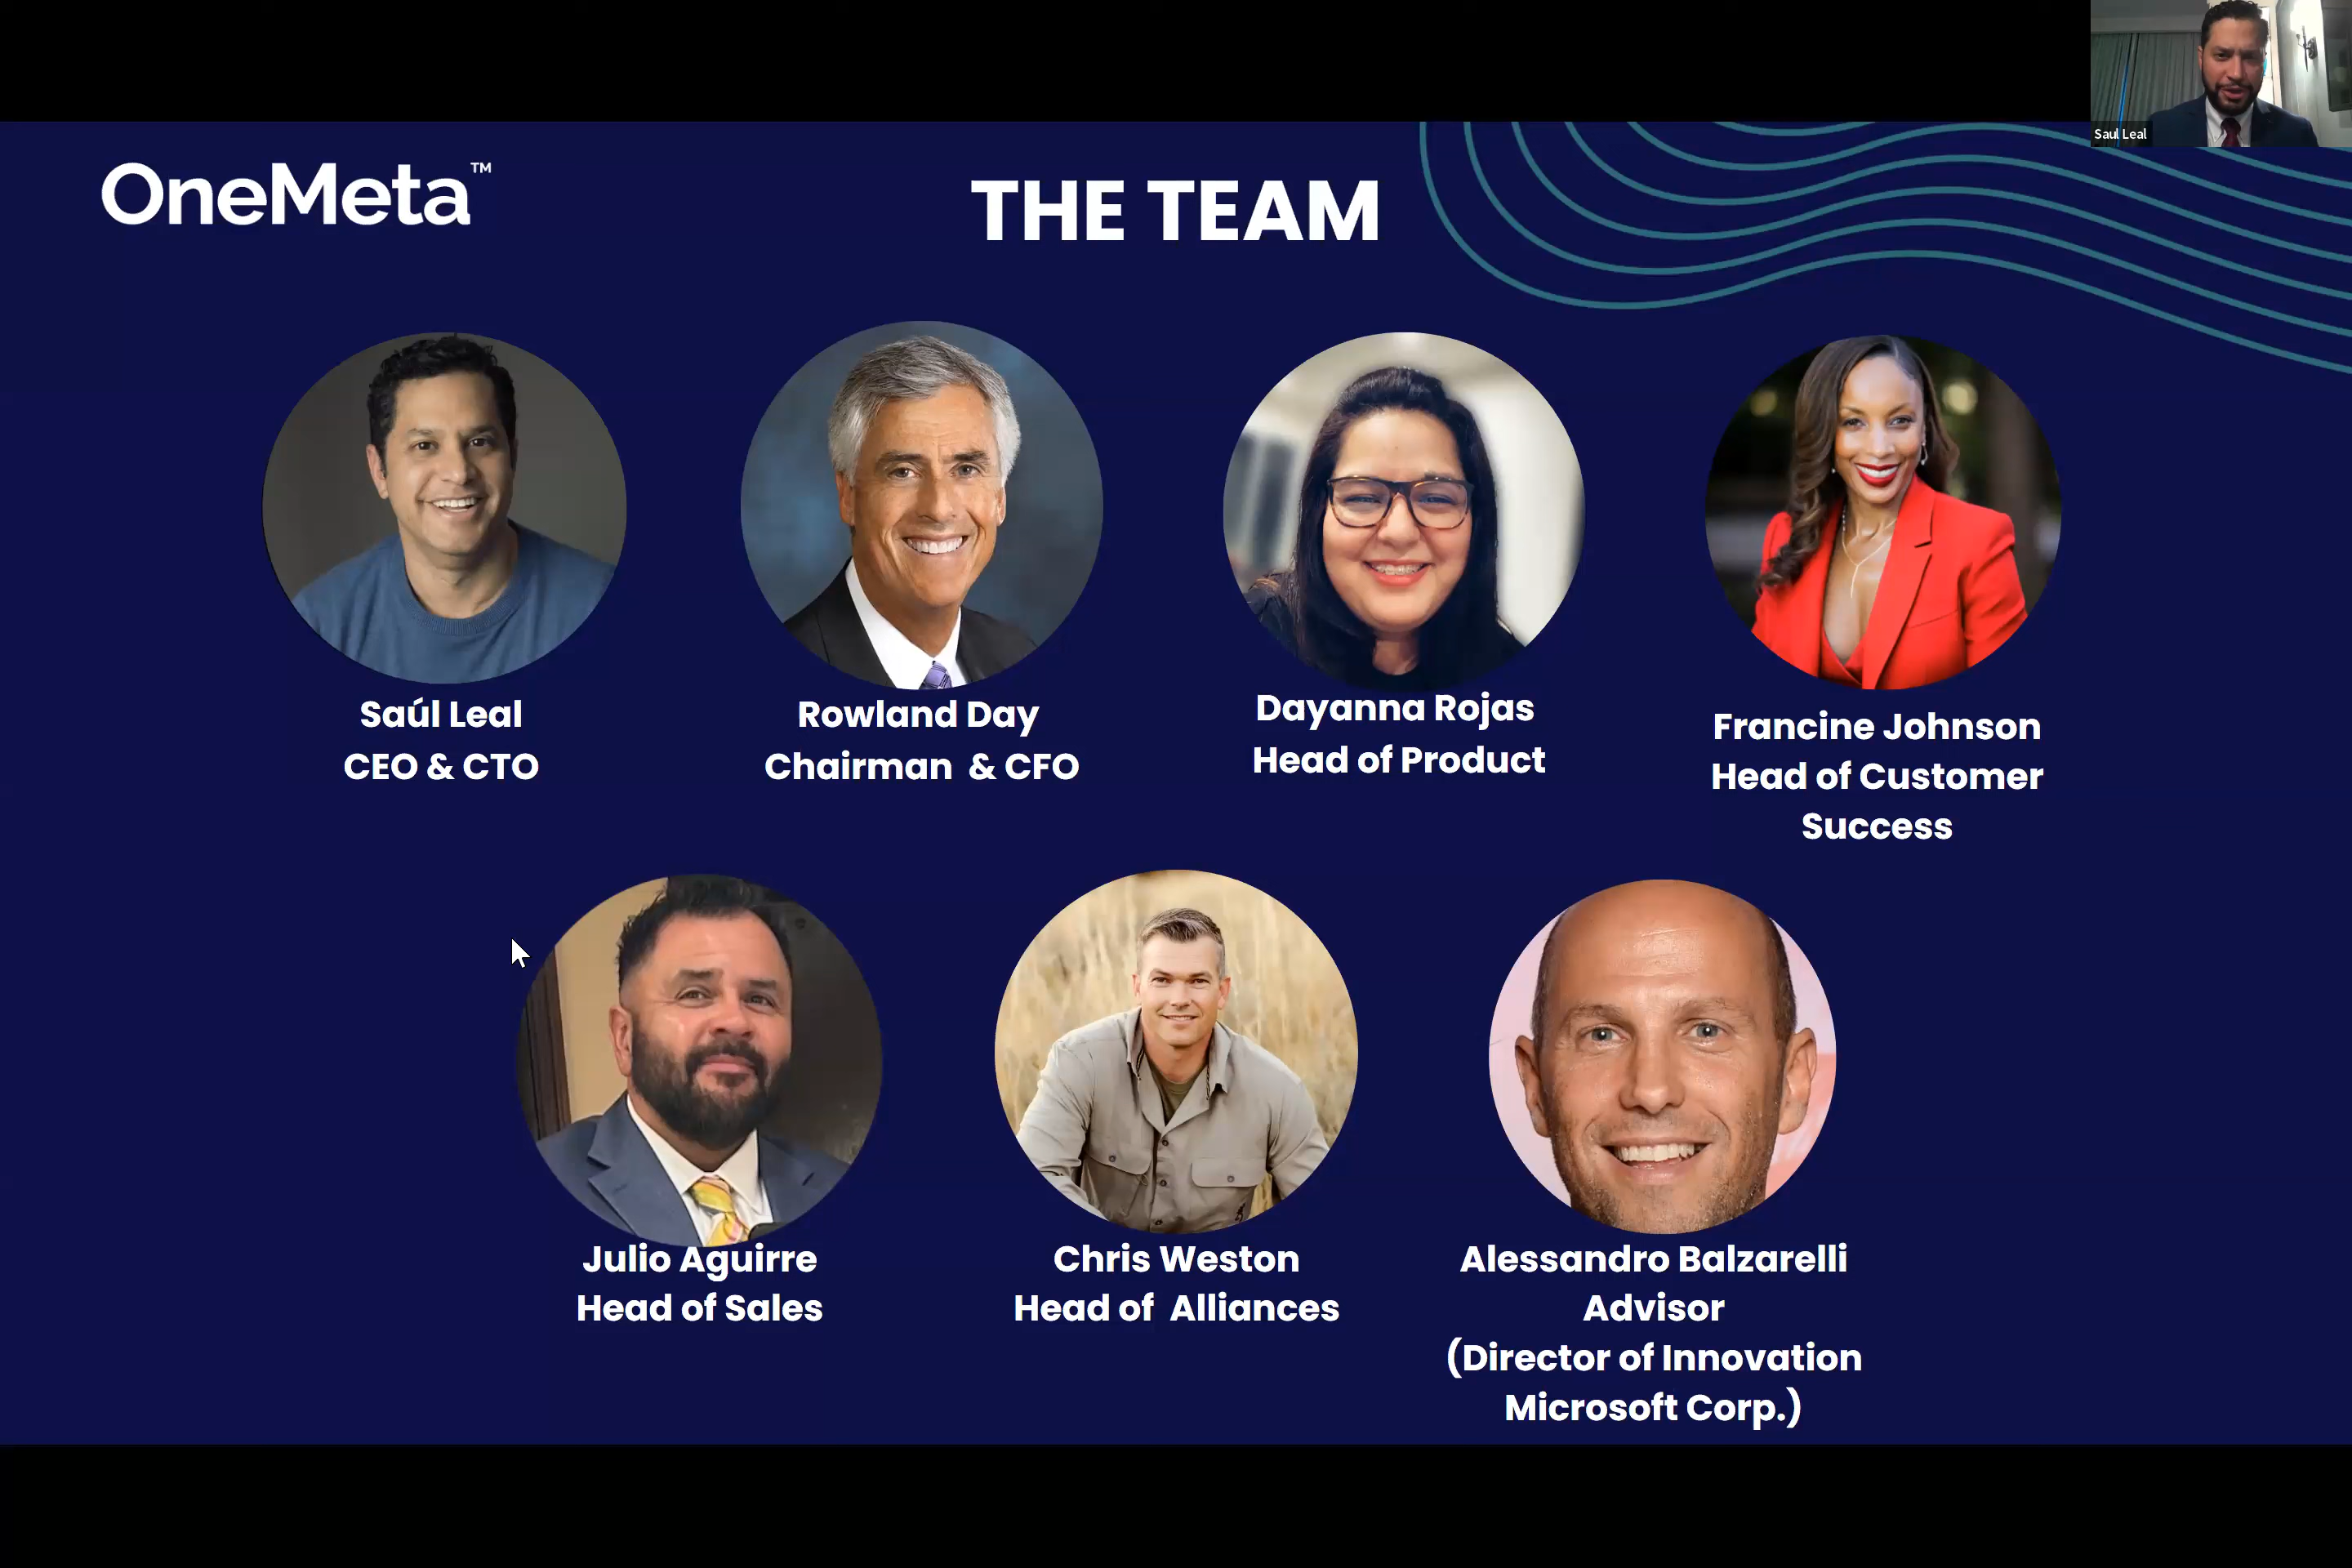 Saul Leal
OneMeta™
THE TEAM
Saúl Leal
CEO & CTO
Rowland Day
Chairman & CFO
Dayanna Rojas
Head of Product
Francine Johnson
Head of Customer
Success
Julio Aguirre
Head of Sales
Chris Weston
Head of Alliances
Alessandro Balzarelli
Advisor
(Director of Innovation
Microsoft Corp.)